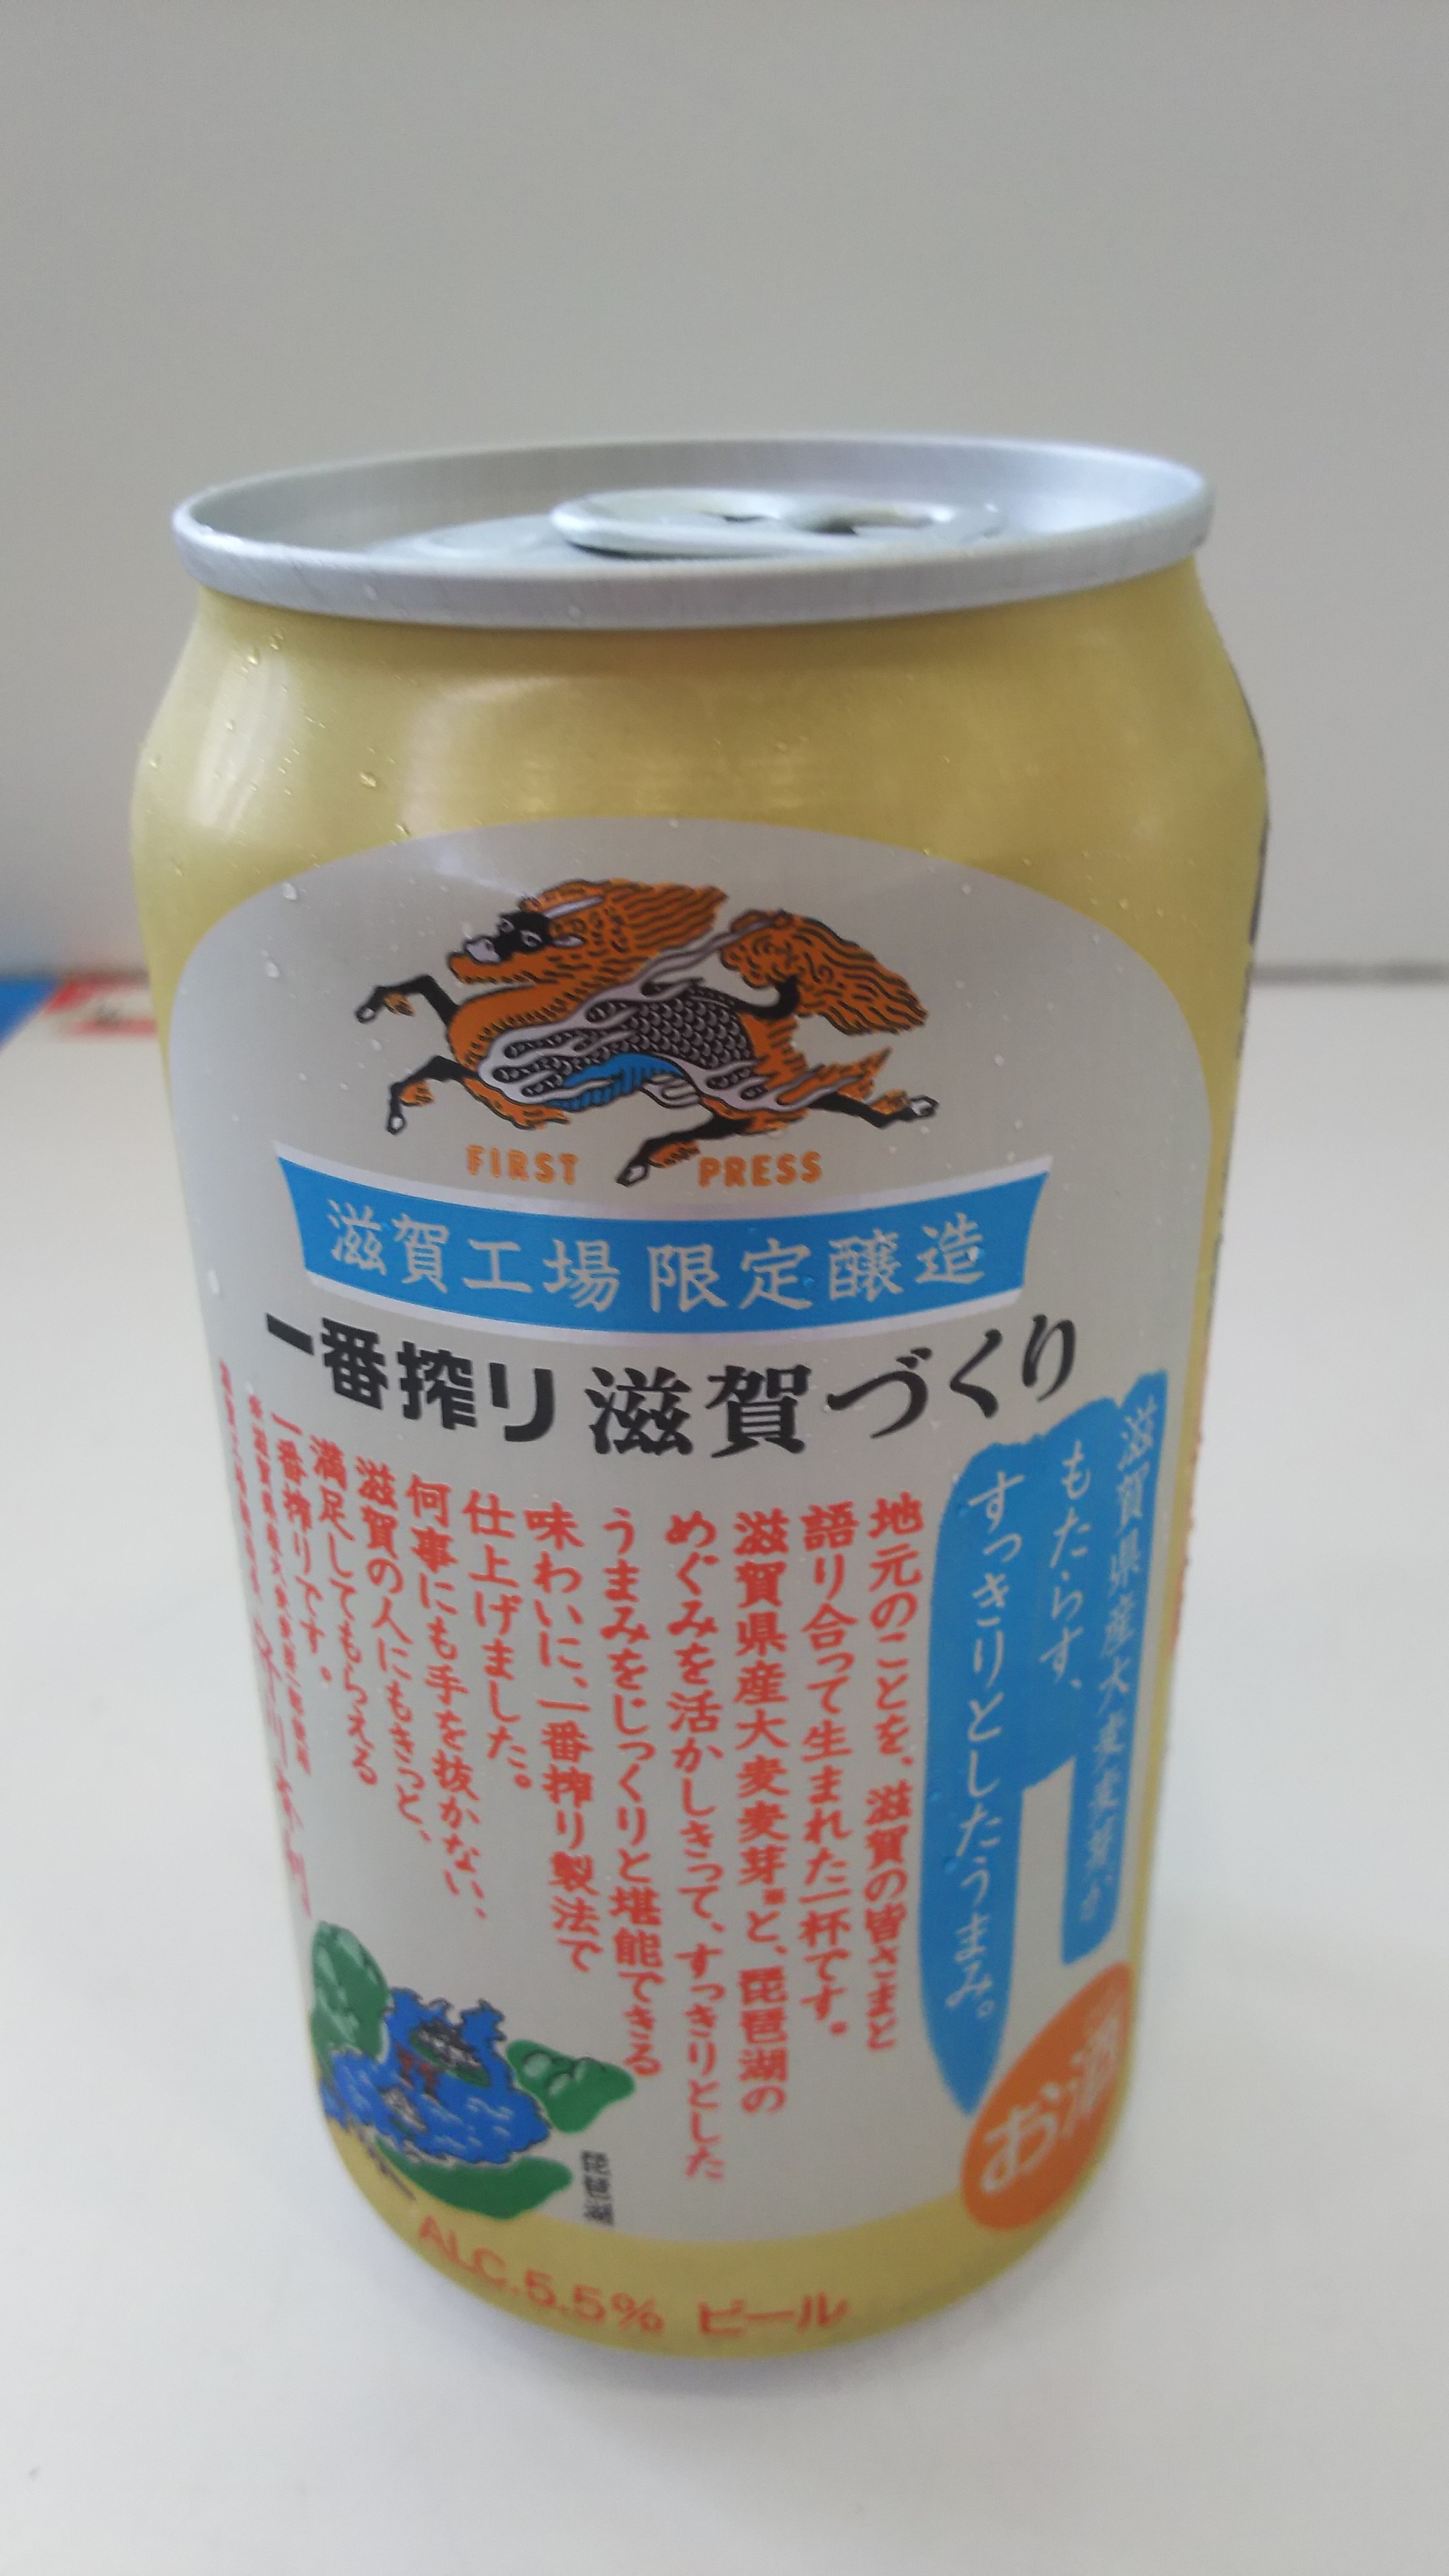 FIRST PRESS
滋賀工場 限定醸造
一番搾り 滋賀づくり
滋賀県産大麦麦芽が
もたらす、
すっきりとしたうまみ。
地元のことを、滋賀の皆さまと
語り合って生まれた一杯です。
滋賀県産大麦麦芽※と、琵琶湖の
めぐみを活かしきって、すっきりとした
うまみをじっくりと堪能できる
味わいに、一番搾り製法で
仕上げました。
何事にも手を抜かない、
滋賀の人にもきっと、
満足してもらえる
一番搾りです。
お酒
琵琶湖
ALC.5.5% ビール